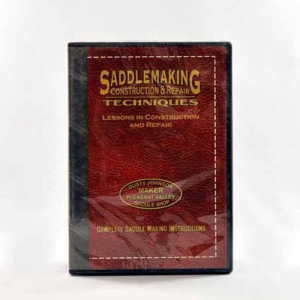 SADDLEMAKING
CONSTRUCTION & REPAIR
TECHNIQUES
LESSONS IN CONSTRUCTION
AND REPAIR
DUSTY JOHNSON
MAKER
PLEASANT VALLEY
SADDLE SHOP
COMPLETE SADDLE MAKING INSTRUCTIONS